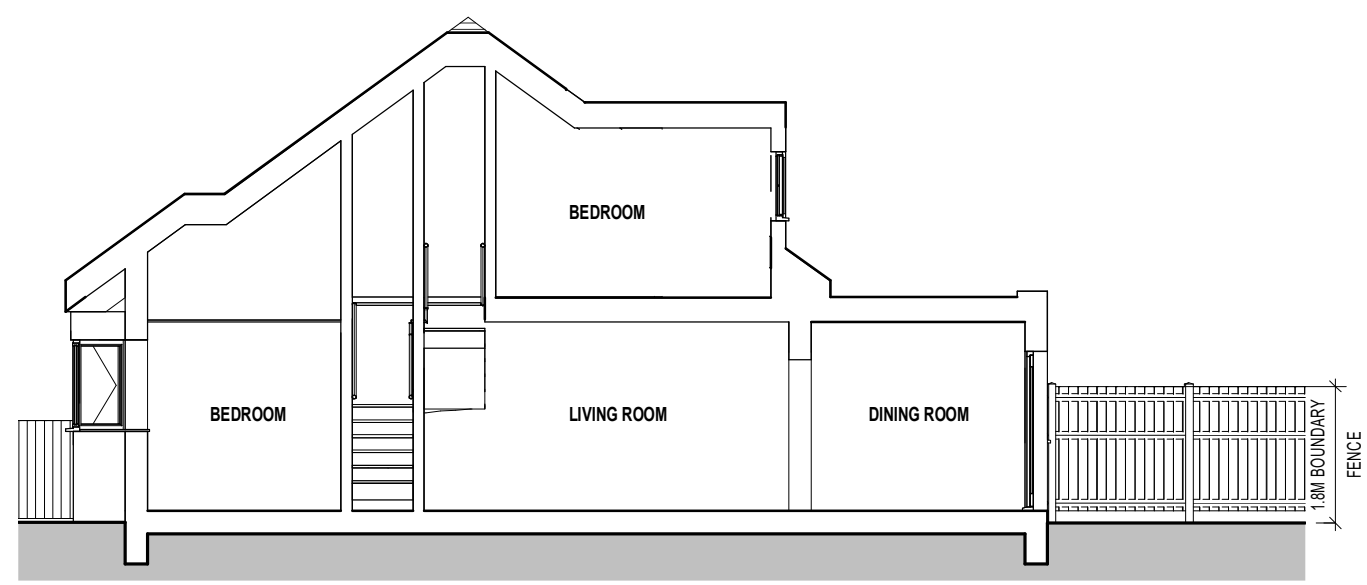 BEDROOM
BEDROOM
LIVING ROOM
DINING ROOM
1.8M BOUNDARY
FENCE